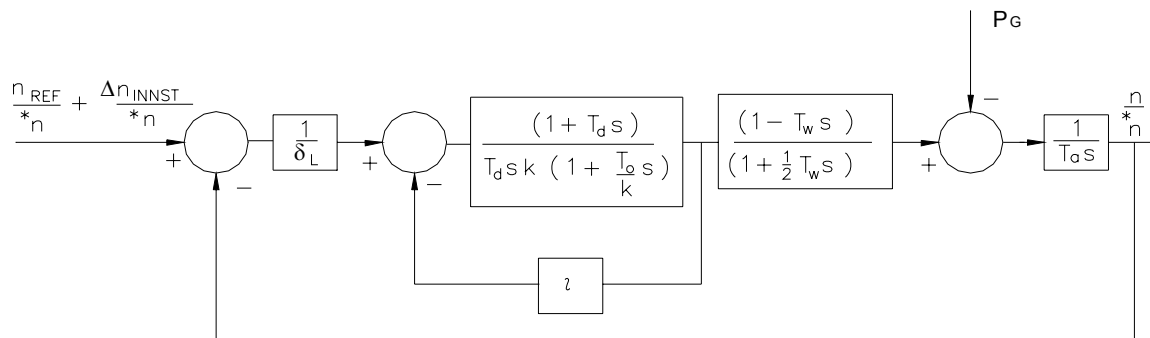 P_G
n_REF/*n + Δn_INNST/*n
n/*n
+
−
1/δ_L
+
−
(1 + T_d s)/(T_d s k (1 + T_o/k s))
(1 − T_w s)/(1 + ½ T_w s)
+
−
1/(T_a s)